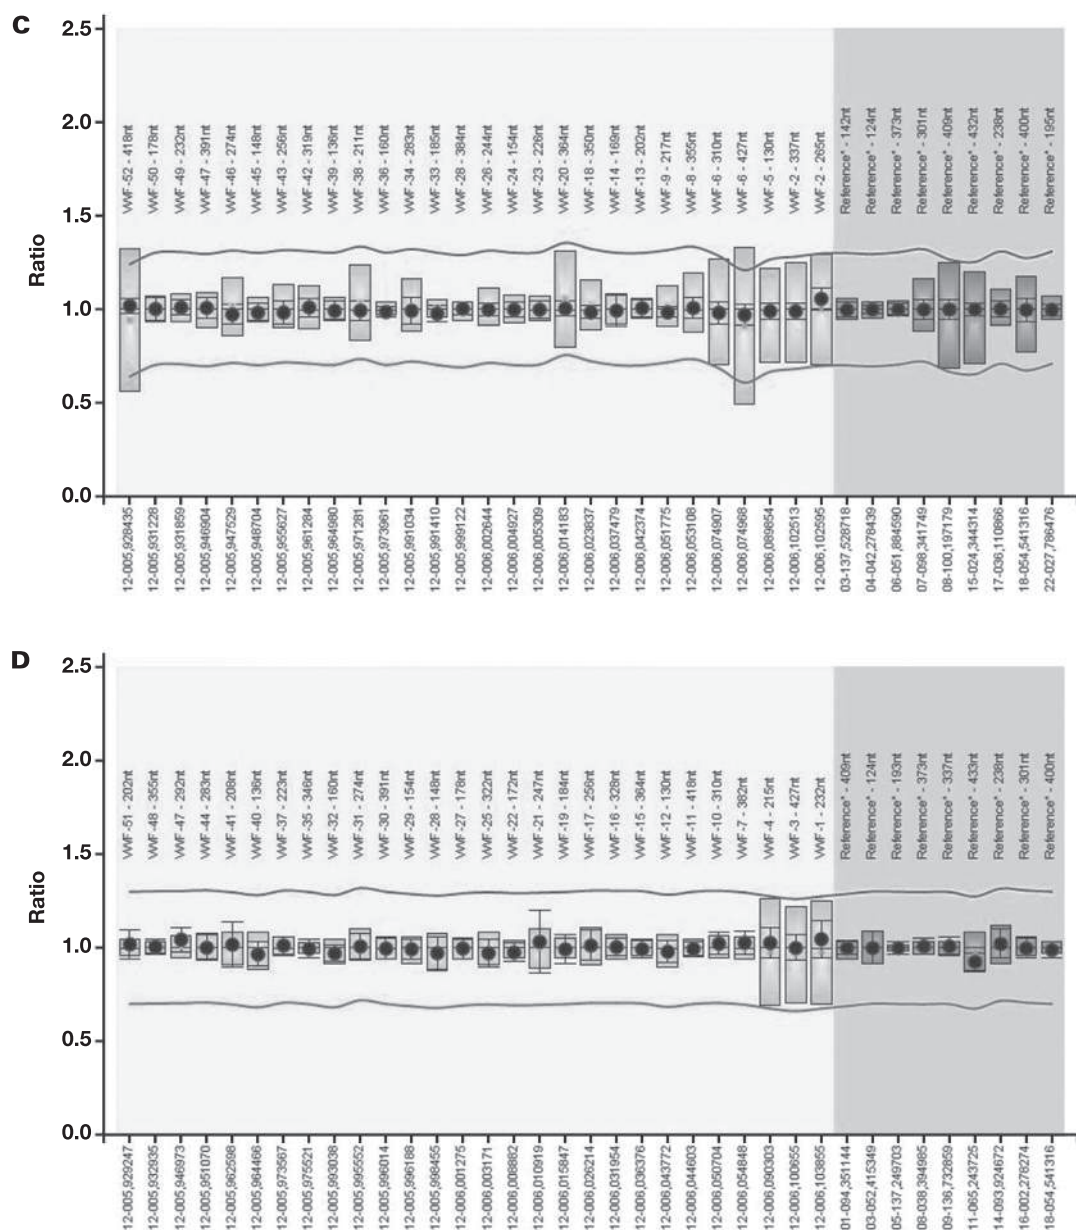 C
Ratio
2.5
2.0
1.5
1.0
0.5
0.0
VWF-52 - 418nt
VWF-50 - 178nt
VWF-49 - 232nt
VWF-47 - 391nt
VWF-46 - 274nt
VWF-45 - 148nt
VWF-43 - 256nt
VWF-42 - 319nt
VWF-39 - 136nt
VWF-38 - 211nt
VWF-36 - 160nt
VWF-34 - 283nt
VWF-33 - 185nt
VWF-28 - 384nt
VWF-26 - 244nt
VWF-24 - 154nt
VWF-23 - 226nt
VWF-20 - 364nt
VWF-18 - 350nt
VWF-14 - 169nt
VWF-13 - 202nt
VWF-9 - 217nt
VWF-8 - 355nt
VWF-6 - 310nt
VWF-6 - 427nt
VWF-5 - 130nt
VWF-2 - 337nt
VWF-2 - 265nt
Reference* - 142nt
Reference* - 124nt
Reference* - 373nt
Reference* - 301nt
Reference* - 409nt
Reference* - 432nt
Reference* - 238nt
Reference* - 400nt
Reference* - 195nt
12-005,928435
12-005,931228
12-005,931859
12-005,946904
12-005,947529
12-005,948704
12-005,955627
12-005,961284
12-005,964980
12-005,971281
12-005,973961
12-005,991034
12-005,991410
12-005,999122
12-006,002644
12-006,004927
12-006,005309
12-006,014183
12-006,023837
12-006,037479
12-006,042374
12-006,051775
12-006,053108
12-006,074907
12-006,074968
12-006,089854
12-006,102513
12-006,102595
03-137,528718
04-042,278439
06-051,884590
07-098,341749
08-100,197179
15-024,344314
17-038,110866
18-054,541316
22-027,786476
D
Ratio
2.5
2.0
1.5
1.0
0.5
0.0
VWF-51 - 202nt
VWF-48 - 355nt
VWF-47 - 292nt
VWF-44 - 283nt
VWF-41 - 208nt
VWF-40 - 136nt
VWF-37 - 223nt
VWF-35 - 346nt
VWF-32 - 160nt
VWF-31 - 274nt
VWF-30 - 391nt
VWF-29 - 154nt
VWF-28 - 148nt
VWF-27 - 178nt
VWF-25 - 322nt
VWF-22 - 172nt
VWF-21 - 247nt
VWF-19 - 184nt
VWF-17 - 256nt
VWF-16 - 328nt
VWF-15 - 364nt
VWF-12 - 130nt
VWF-11 - 418nt
VWF-10 - 310nt
VWF-7 - 382nt
VWF-4 - 215nt
VWF-3 - 427nt
VWF-1 - 232nt
Reference* - 409nt
Reference* - 124nt
Reference* - 193nt
Reference* - 373nt
Reference* - 337nt
Reference* - 433nt
Reference* - 238nt
Reference* - 301nt
Reference* - 400nt
12-005,929247
12-005,932935
12-005,946973
12-005,951070
12-005,962598
12-005,964466
12-005,973567
12-005,975521
12-005,993038
12-005,995552
12-005,996014
12-005,996188
12-005,998455
12-006,001275
12-006,003171
12-006,008862
12-006,010919
12-006,015847
12-006,026214
12-006,031954
12-006,036376
12-006,043772
12-006,044603
12-006,050704
12-006,054848
12-006,090303
12-006,100655
12-006,103855
01-094,351144
03-052,415349
05-137,249703
08-038,394985
09-136,732859
11-065,243725
14-093,924672
16-002,278274
18-054,541316